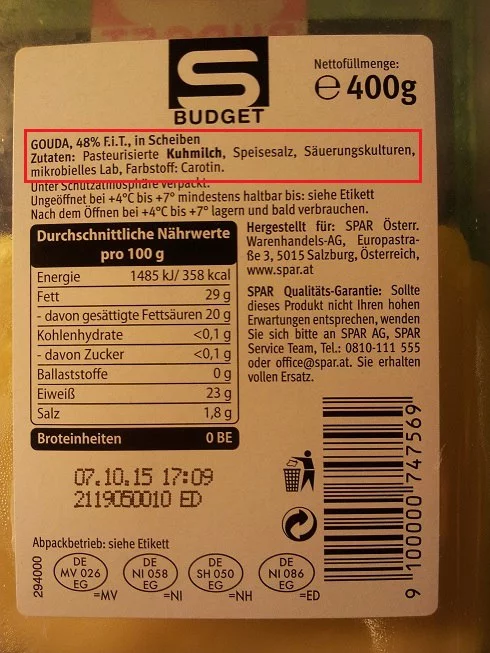 S
BUDGET
Nettofüllmenge:
℮ 400g
GOUDA, 48% F.i.T., in Scheiben
Zutaten: Pasteurisierte Kuhmilch, Speisesalz, Säuerungskulturen,
mikrobielles Lab, Farbstoff: Carotin.
Unter Schutzatmosphäre verpackt.
Ungeöffnet bei +4°C bis +7° mindestens haltbar bis: siehe Etikett
Nach dem Öffnen bei +4°C bis +7° lagern und bald verbrauchen.
Durchschnittliche Nährwerte
pro 100 g
Energie 1485 kJ/ 358 kcal
Fett 29 g
- davon gesättigte Fettsäuren 20 g
Kohlenhydrate <0,1 g
- davon Zucker <0,1 g
Ballaststoffe 0 g
Eiweiß 23 g
Salz 1,8 g
Broteinheiten 0 BE
Hergestellt für: SPAR Österr.
Warenhandels-AG, Europastra-
ße 3, 5015 Salzburg, Österreich,
www.spar.at
SPAR Qualitäts-Garantie: Sollte
dieses Produkt nicht Ihren hohen
Erwartungen entsprechen, wenden
Sie sich bitte an SPAR AG, SPAR
Service Team, Tel.: 0810-111 555
oder office@spar.at. Sie erhalten
vollen Ersatz.
07.10.15 17:09
2119050010 ED
9 100000 747569
Abpackbetrieb: siehe Etikett
294000
DE
MV 026
EG
=MV
DE
NI 058
EG
=NI
DE
SH 050
EG
=NH
DE
NI 086
EG
=ED